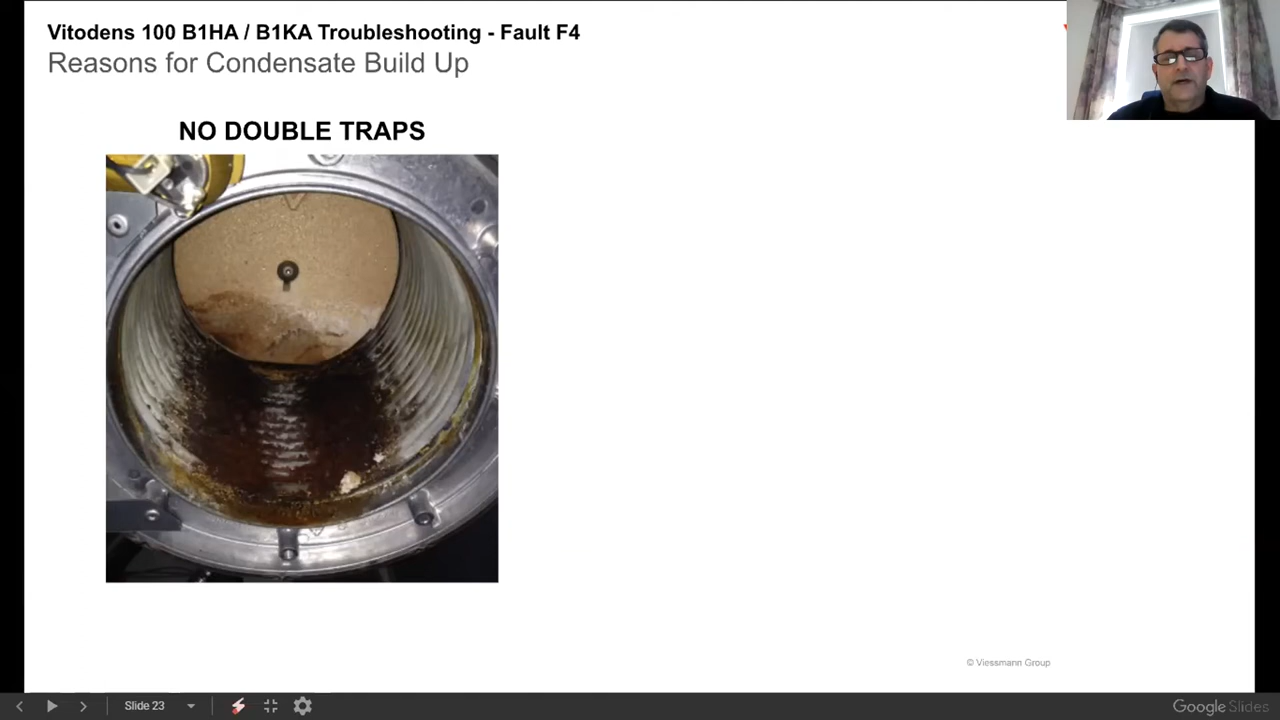 Vitodens 100 B1HA / B1KA Troubleshooting - Fault F4
Reasons for Condensate Build Up
NO DOUBLE TRAPS
© Viessmann Group
Slide 23
Google Slides